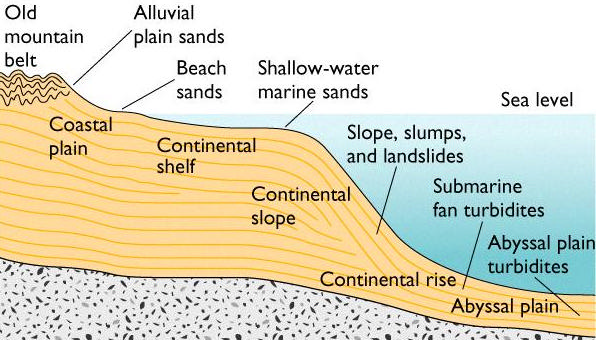 Old
mountain
belt
Alluvial
plain sands
Beach
sands
Shallow-water
marine sands
Sea level
Coastal
plain
Continental
shelf
Slope, slumps,
and landslides
Continental
slope
Submarine
fan turbidites
Abyssal plain
turbidites
Continental rise
Abyssal plain